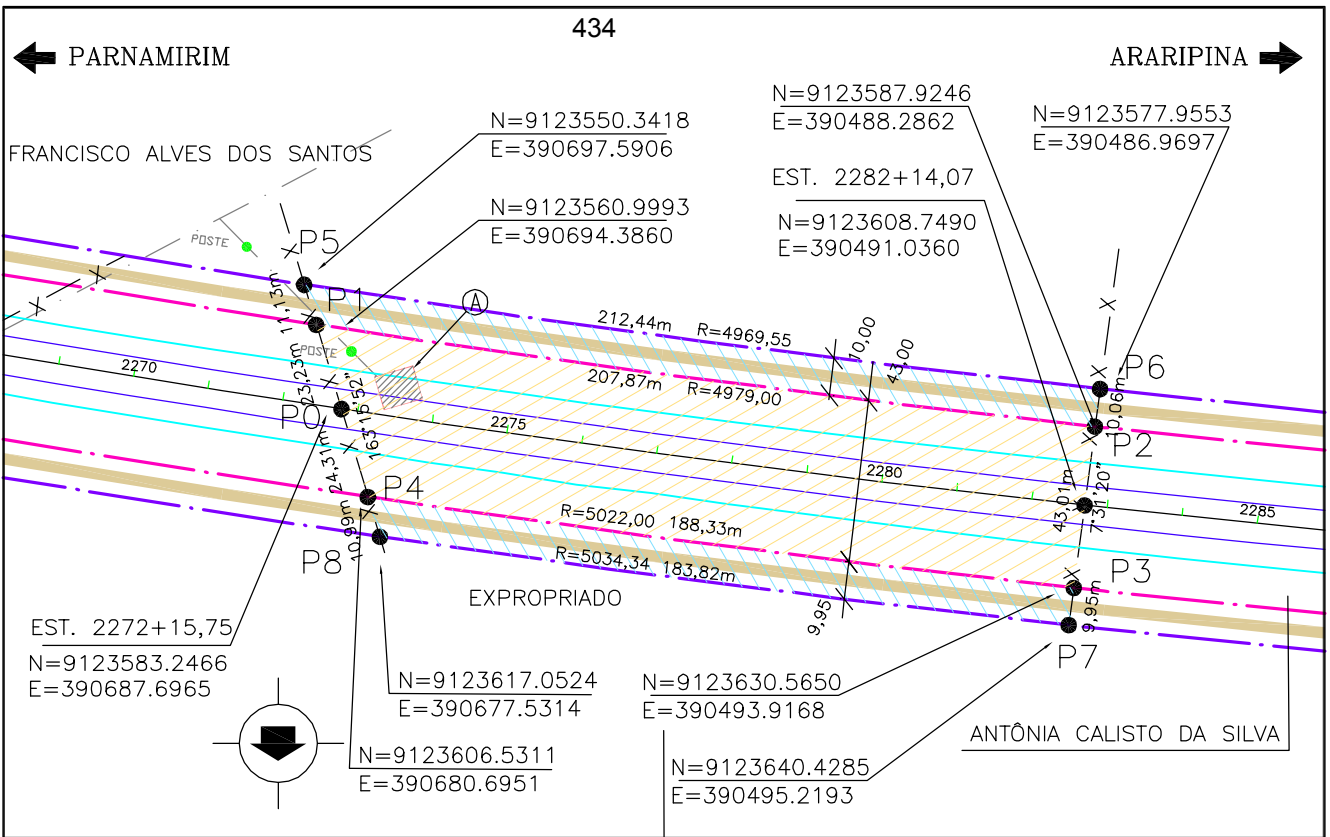 434
PARNAMIRIM
ARARIPINA
N=9123587.9246
E=390488.2862
N=9123577.9553
E=390486.9697
N=9123550.3418
E=390697.5906
FRANCISCO ALVES DOS SANTOS
EST. 2282+14,07
N=9123608.7490
E=390491.0360
N=9123560.9993
E=390694.3860
POSTE
P5
11,13m
P1
A
POSTE
212,44m R=4969,55
10,00
43,00
207,87m R=4979,00
P6
10,06m
P2
2270
23,23m
P0
163°15'52"
2275
2280
2285
24,31m
P4
43,01m
7°31'20"
R=5022,00 188,33m
10,99m
P8
R=5034,34 183,82m
P3
9,95m
9,95
P7
EXPROPRIADO
EST. 2272+15,75
N=9123583.2466
E=390687.6965
N=9123617.0524
E=390677.5314
N=9123630.5650
E=390493.9168
ANTÔNIA CALISTO DA SILVA
N=9123606.5311
E=390680.6951
N=9123640.4285
E=390495.2193